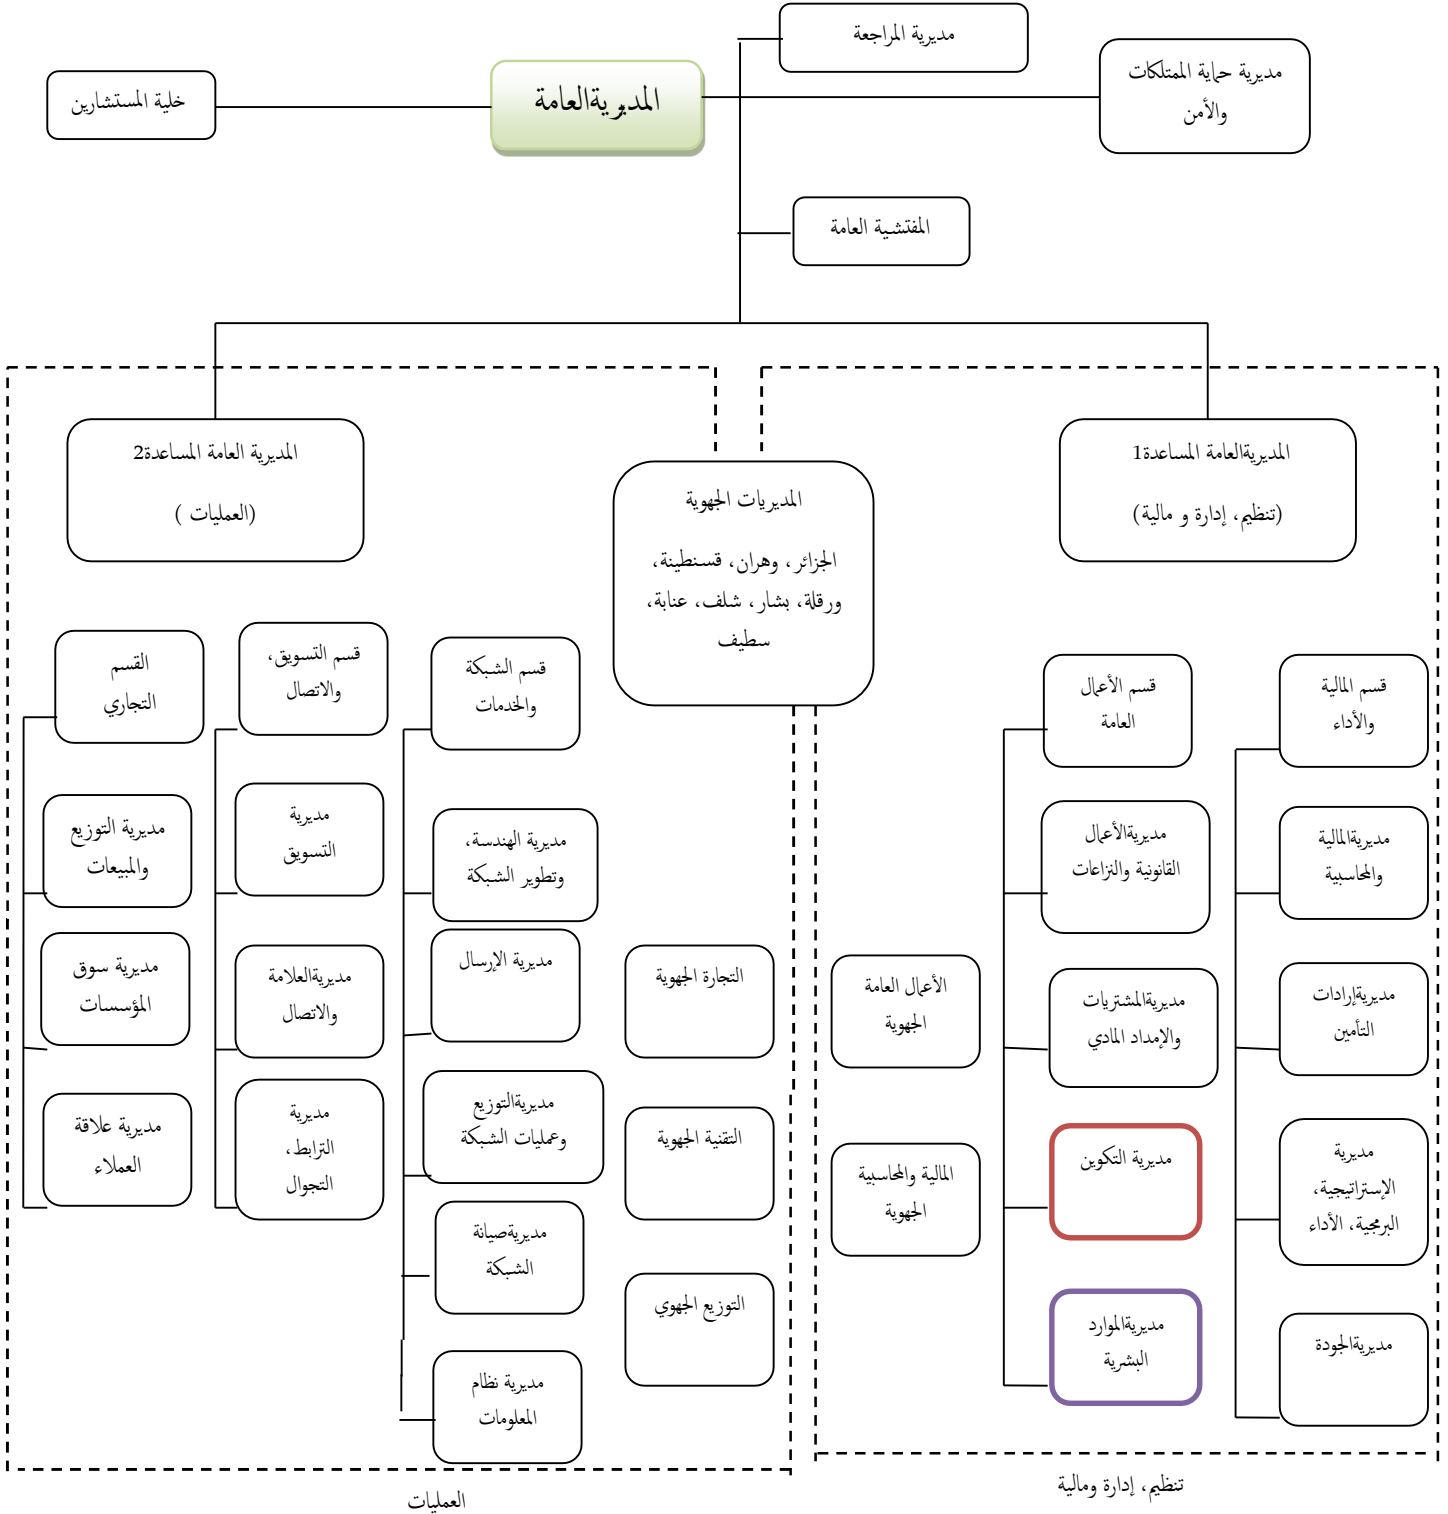 مديرية المراجعة
مديرية حماية الممتلكات
والأمن
المديريةالعامة
خلية المستشارين
المفتشية العامة
المديريةالعامة المساعدة1
(تنظيم، إدارة و مالية)
المديرية العامة المساعدة2
(العمليات )
المديريات الجهوية
الجزائر، وهران، قسنطينة،
ورقلة، بشار، شلف، عنابة،
سطيف
قسم المالية
والأداء
مديريةالمالية
والمحاسبية
مديريةإرادات
التأمين
مديرية
الإستراتيجية،
البرمجية، الأداء
مديريةالجودة
قسم الأعمال
العامة
مديريةالأعمال
القانونية والنزاعات
مديريةالمشتريات
والإمداد المادي
مديرية التكوين
مديريةالموارد
البشرية
الأعمال العامة
الجهوية
المالية والمحاسبية
الجهوية
التجارة الجهوية
التقنية الجهوية
التوزيع الجهوي
قسم الشبكة
والخدمات
مديرية الهندسة،
وتطوير الشبكة
مديرية الإرسال
مديريةالتوزيع
وعمليات الشبكة
مديريةصيانة
الشبكة
مديرية نظام
المعلومات
قسم التسويق،
والاتصال
مديرية
التسويق
مديريةالعلامة
والاتصال
مديرية
الترابط،
التجوال
القسم
التجاري
مديرية التوزيع
والمبيعات
مديرية سوق
المؤسسات
مديرية علاقة
العملاء
تنظيم، إدارة ومالية
العمليات